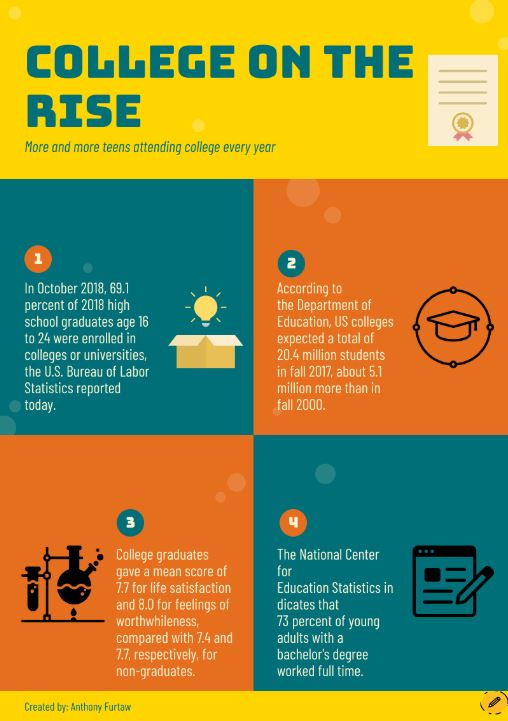 COLLEGE ON THE
RISE
More and more teens attending college every year
1
In October 2018, 69.1
percent of 2018 high
school graduates age 16
to 24 were enrolled in
colleges or universities,
the U.S. Bureau of Labor
Statistics reported
today.
2
According to
the Department of
Education, US colleges
expected a total of
20.4 million students
in fall 2017, about 5.1
million more than in
fall 2000.
3
College graduates
gave a mean score of
7.7 for life satisfaction
and 8.0 for feelings of
worthwhileness,
compared with 7.4 and
7.7, respectively, for
non-graduates.
4
The National Center
for
Education Statistics in
dicates that
73 percent of young
adults with a
bachelor's degree
worked full time.
Created by: Anthony Furtaw